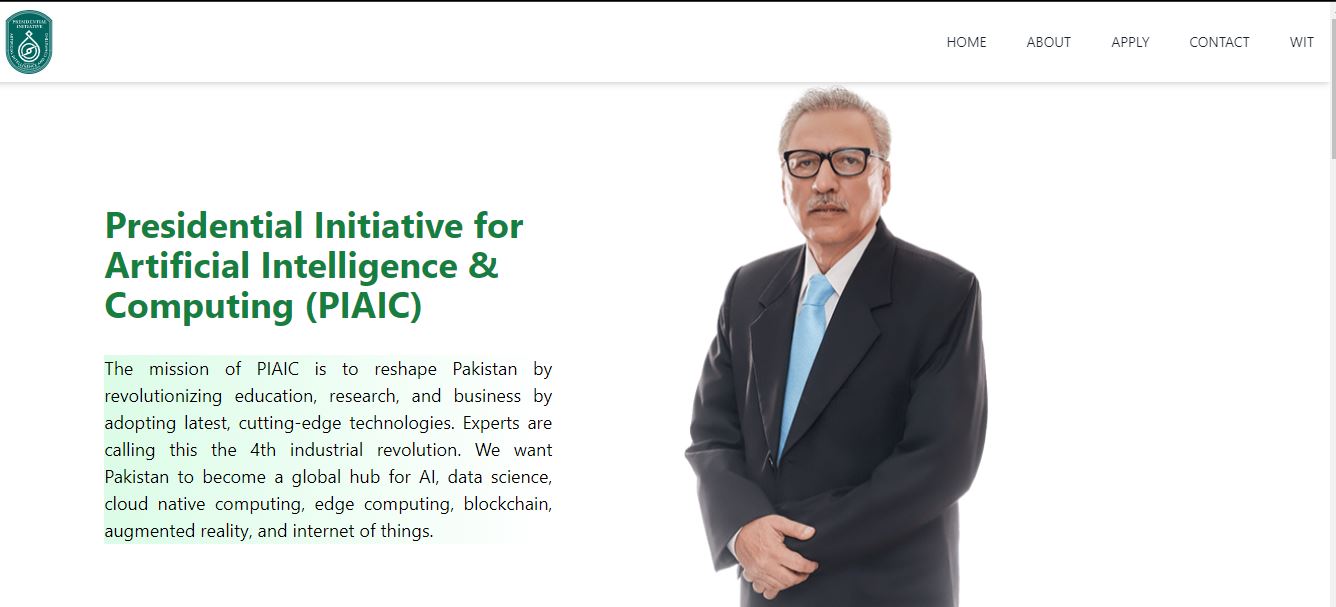 PRESIDENTIAL
INITIATIVE
HOME ABOUT APPLY CONTACT WIT
Presidential Initiative for
Artificial Intelligence &
Computing (PIAIC)
The mission of PIAIC is to reshape Pakistan by
revolutionizing education, research, and business by
adopting latest, cutting-edge technologies. Experts are
calling this the 4th industrial revolution. We want
Pakistan to become a global hub for AI, data science,
cloud native computing, edge computing, blockchain,
augmented reality, and internet of things.